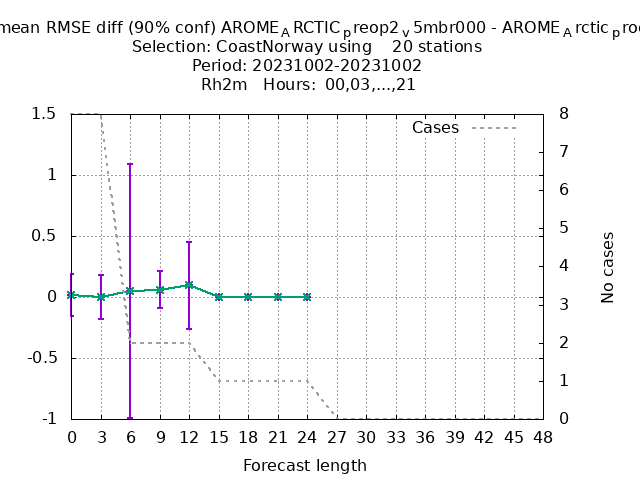 mean RMSE diff (90% conf) AROME_ARCTIC_preop2_v5mbr000 - AROME_Arctic_pro
Selection: CoastNorway using 20 stations
Period: 20231002-20231002
Rh2m Hours: 00,03,...,21
Cases
1.5
1
0.5
0
-0.5
-1
8
7
6
5
4
3
2
1
0
No cases
0 3 6 9 12 15 18 21 24 27 30 33 36 39 42 45 48
Forecast length